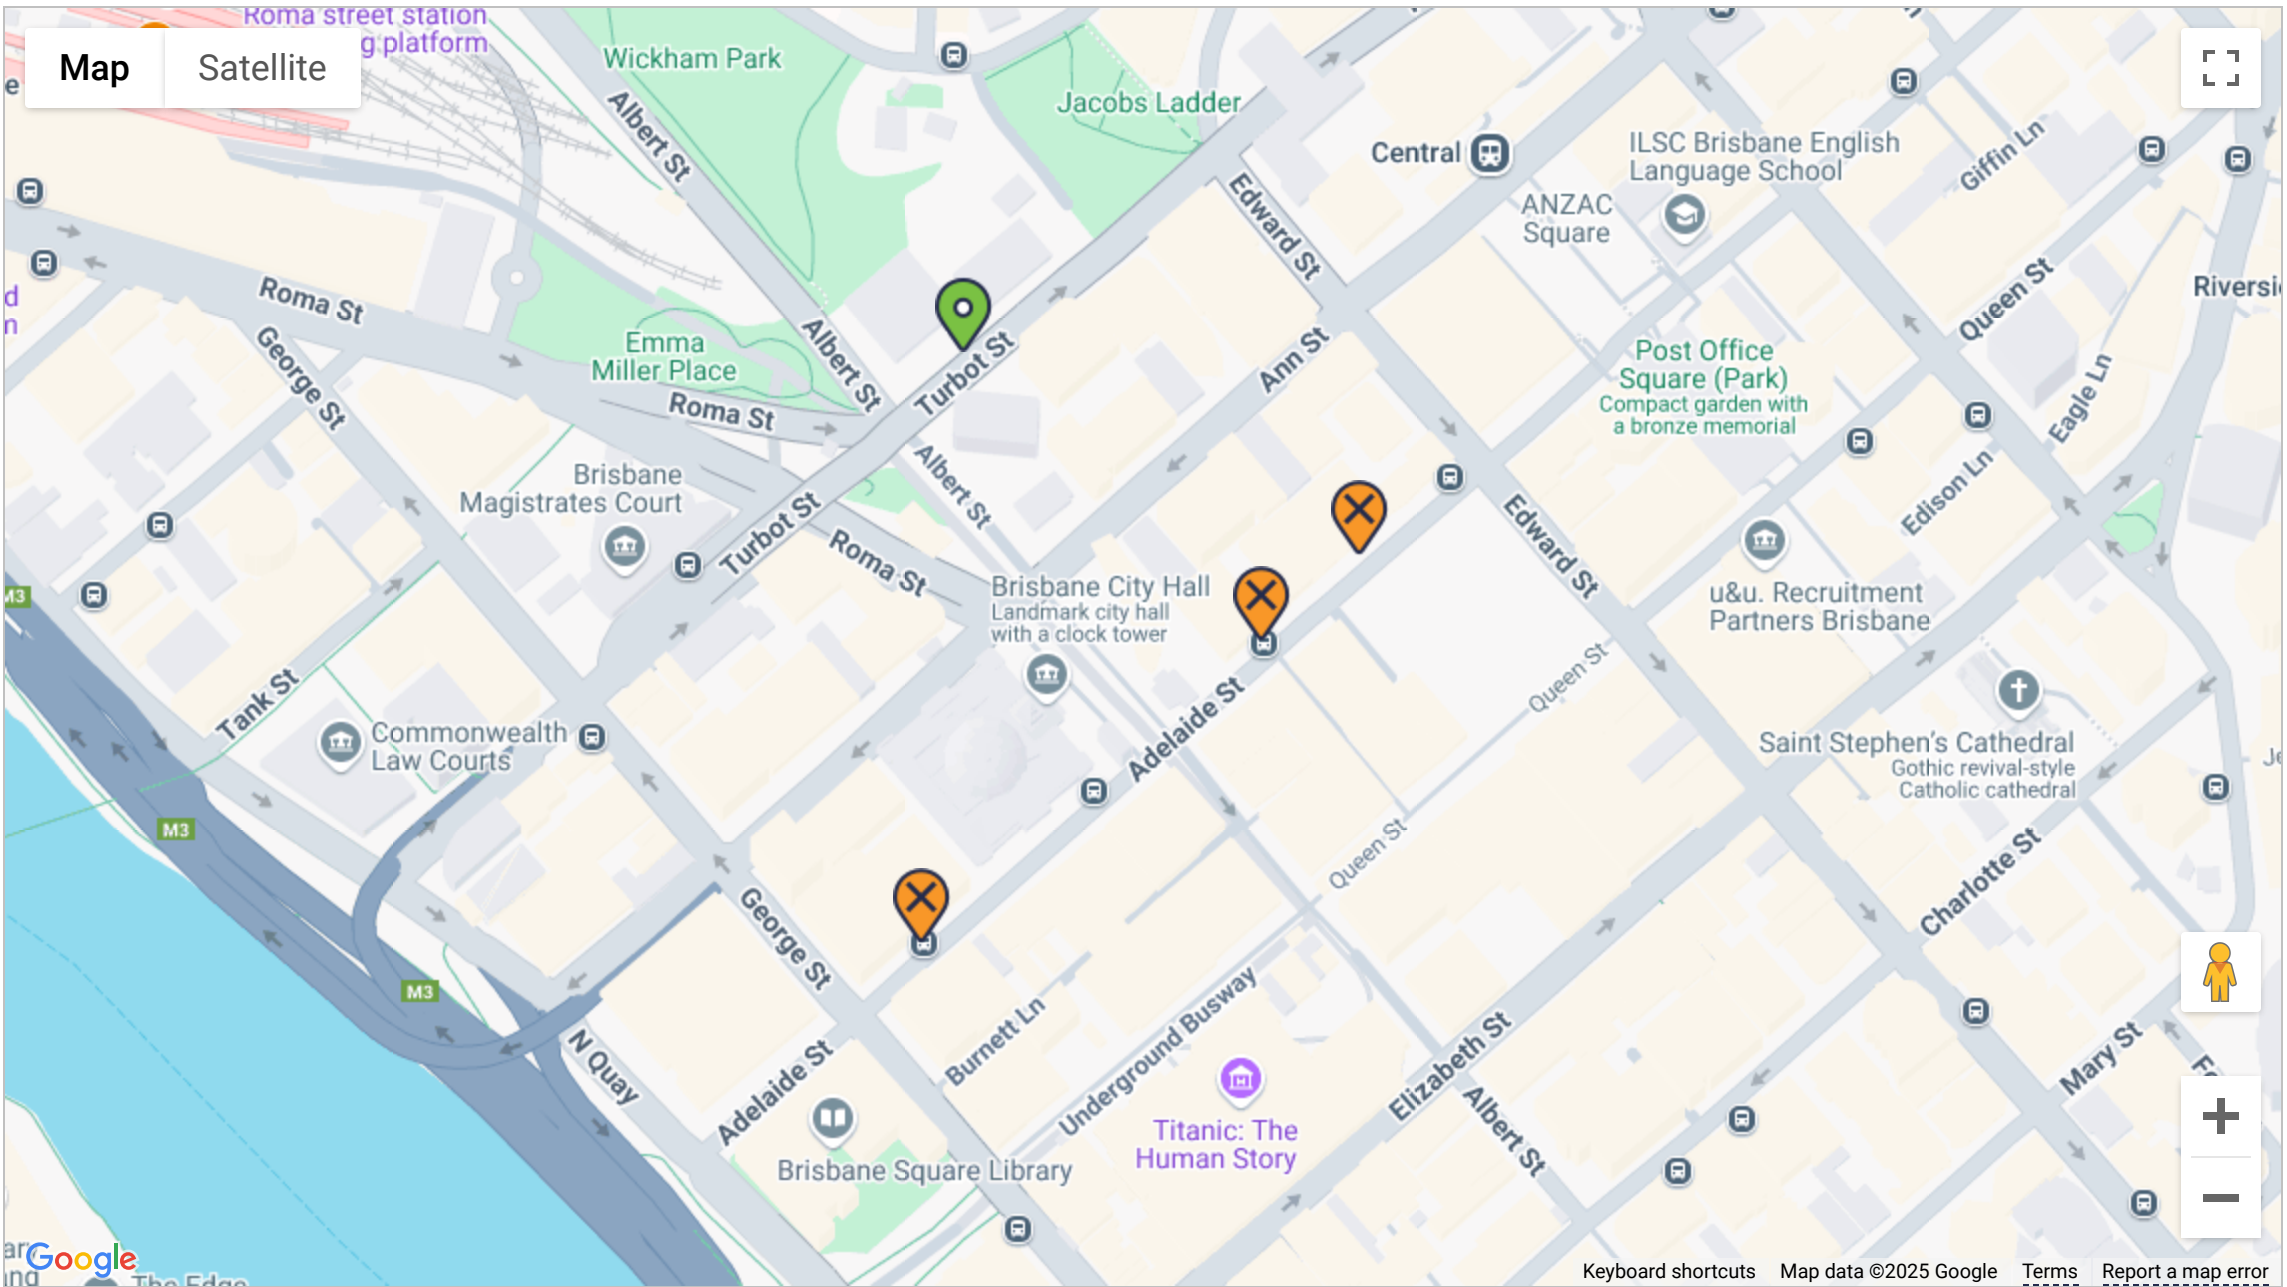 Roma street station
g platform
Map
Satellite
Wickham Park
Jacobs Ladder
Albert St
Central
ILSC Brisbane English
Language School
Giffin Ln
ANZAC
Square
Edward St
Roma St
George St
Emma
Miller Place
Albert St
Turbot St
Roma St
Ann St
Queen St
Riversi
Post Office
Square (Park)
Compact garden with
a bronze memorial
Eagle Ln
Brisbane
Magistrates Court
Albert St
Edison Ln
Turbot St
Roma St
Edward St
M3
Brisbane City Hall
Landmark city hall
with a clock tower
u&u. Recruitment
Partners Brisbane
Tank St
Queen St
Adelaide St
Commonwealth
Law Courts
Saint Stephen's Cathedral
Gothic revival-style
Catholic cathedral
M3
Queen St
Charlotte St
George St
M3
Burnett Ln
Underground Busway
N Quay
Adelaide St
Elizabeth St
Mary St
Albert St
Titanic: The
Human Story
Brisbane Square Library
Google
The Edge
Keyboard shortcuts
Map data ©2025 Google
Terms
Report a map error